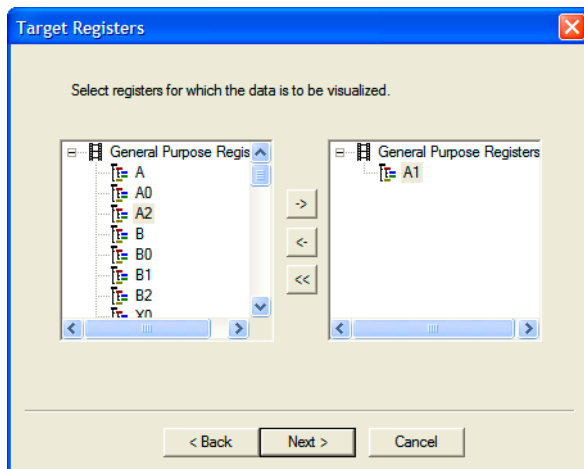 Target Registers
Select registers for which the data is to be visualized.
General Purpose Regis
A
A0
A2
B
B0
B1
B2
X0
General Purpose Registers
A1
->
<-
<<
< Back
Next >
Cancel